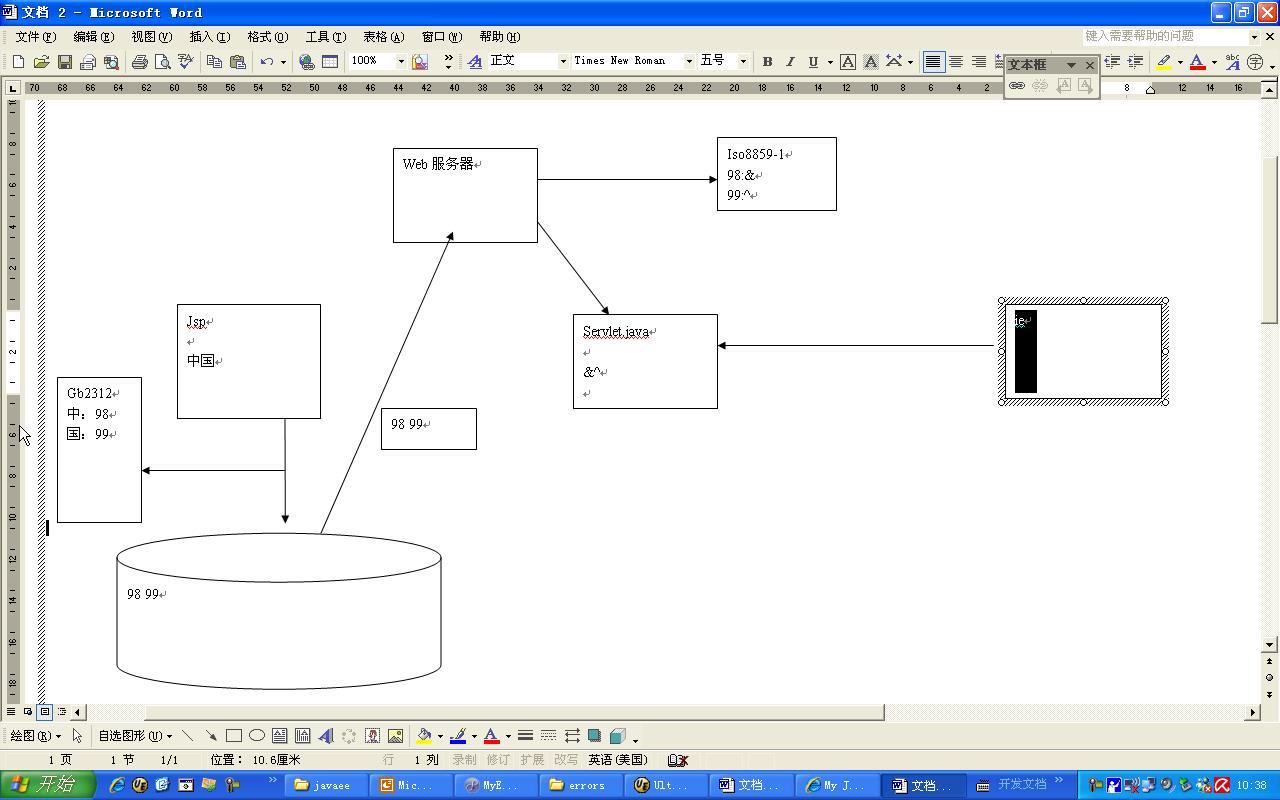 文档 2 - Microsoft Word
文件(F) 编辑(E) 视图(V) 插入(I) 格式(O) 工具(T) 表格(A) 窗口(W) 帮助(H) 键入需要帮助的问题
100% 正文 Times New Roman 五号 B I U A A
文本框
70 68 66 64 62 60 58 56 54 52 50 48 46 44 42 40 38 36 34 32 30 28 26 24 22 20 18 16 14 12 10 8 6 4 2 8 12 14 16
Web 服务器
Iso8859-1
98:&
99:^
Jsp
中国
Servlet.java
&^
ie
Gb2312
中：98
国：99
98 99
98 99
绘图(R) 自选图形(U)
1 页 1 节 1/1 位置: 10.6厘米 行 1 列 录制 修订 扩展 改写 英语(美国)
开始 javaee Mic... MyE... errors Ult... 文档... My J... 文档... 开发文档 10:38